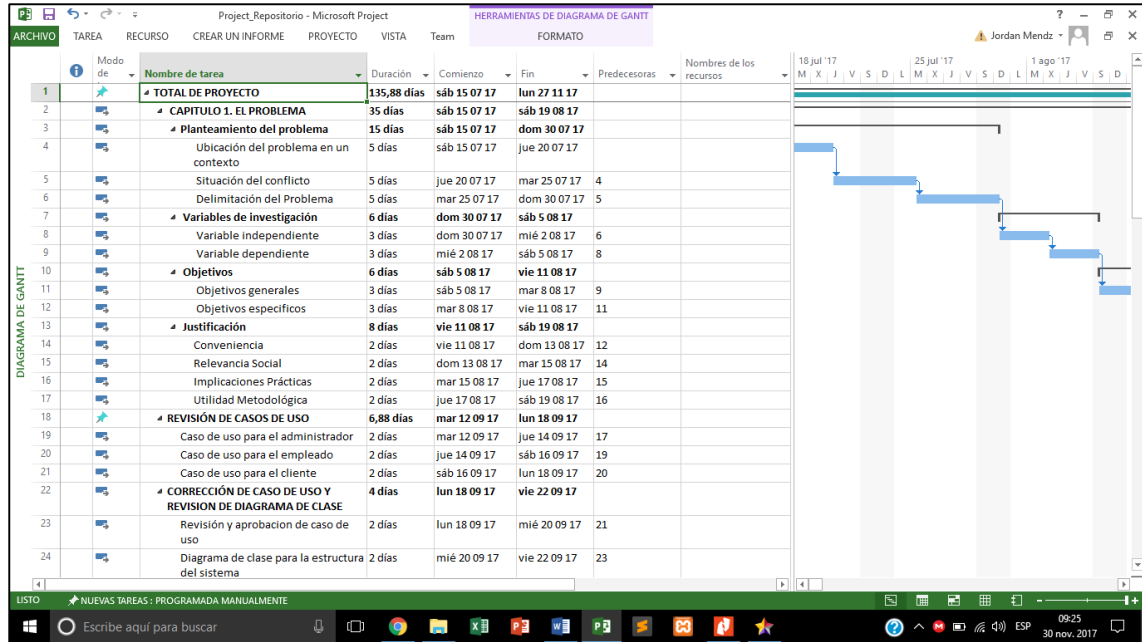 Project_Repositorio - Microsoft Project
HERRAMIENTAS DE DIAGRAMA DE GANTT
ARCHIVO TAREA RECURSO CREAR UN INFORME PROYECTO VISTA Team FORMATO Jordan Mendz
Modo de Nombre de tarea Duración Comienzo Fin Predecesoras Nombres de los recursos
18 jul '17 25 jul '17 1 ago '17
M X J V S D L M X J V S D L M X J V S D
1 TOTAL DE PROYECTO 135,88 días sáb 15 07 17 lun 27 11 17
2 CAPITULO 1. EL PROBLEMA 35 días sáb 15 07 17 sáb 19 08 17
3 Planteamiento del problema 15 días sáb 15 07 17 dom 30 07 17
4 Ubicación del problema en un contexto 5 días sáb 15 07 17 jue 20 07 17
5 Situación del conflicto 5 días jue 20 07 17 mar 25 07 17 4
6 Delimitación del Problema 5 días mar 25 07 17 dom 30 07 17 5
7 Variables de investigación 6 días dom 30 07 17 sáb 5 08 17
8 Variable independiente 3 días dom 30 07 17 mié 2 08 17 6
9 Variable dependiente 3 días mié 2 08 17 sáb 5 08 17 8
10 Objetivos 6 días sáb 5 08 17 vie 11 08 17
11 Objetivos generales 3 días sáb 5 08 17 mar 8 08 17 9
12 Objetivos especificos 3 días mar 8 08 17 vie 11 08 17 11
13 Justificación 8 días vie 11 08 17 sáb 19 08 17
14 Conveniencia 2 días vie 11 08 17 dom 13 08 17 12
15 Relevancia Social 2 días dom 13 08 17 mar 15 08 17 14
16 Implicaciones Prácticas 2 días mar 15 08 17 jue 17 08 17 15
17 Utilidad Metodológica 2 días jue 17 08 17 sáb 19 08 17 16
18 REVISIÓN DE CASOS DE USO 6,88 días mar 12 09 17 lun 18 09 17
19 Caso de uso para el administrador 2 días mar 12 09 17 jue 14 09 17 17
20 Caso de uso para el empleado 2 días jue 14 09 17 sáb 16 09 17 19
21 Caso de uso para el cliente 2 días sáb 16 09 17 lun 18 09 17 20
22 CORRECCIÓN DE CASO DE USO Y REVISION DE DIAGRAMA DE CLASE 4 días lun 18 09 17 vie 22 09 17
23 Revisión y aprobacion de caso de uso 2 días lun 18 09 17 mié 20 09 17 21
24 Diagrama de clase para la estructura del sistema 2 días mié 20 09 17 vie 22 09 17 23
DIAGRAMA DE GANTT
LISTO NUEVAS TAREAS : PROGRAMADA MANUALMENTE
Escribe aquí para buscar
ESP
09:25
30 nov. 2017